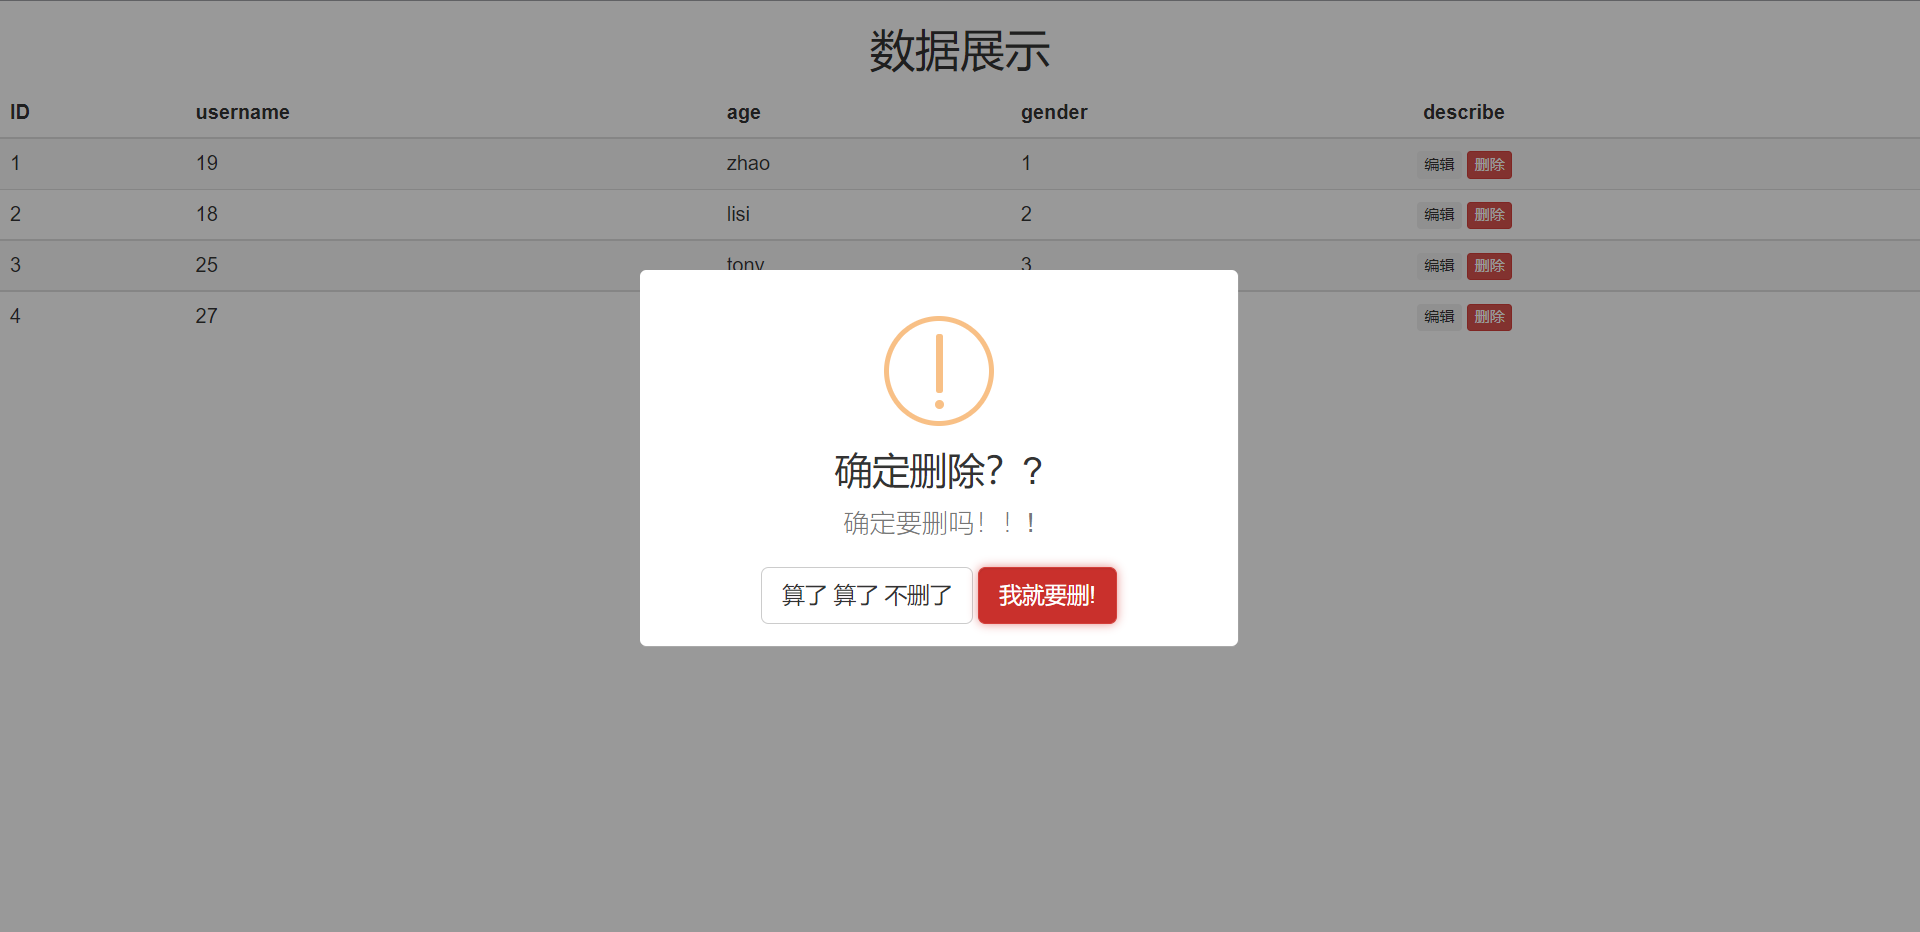 数据展示
ID username age gender describe
1 19 zhao 1 编辑 删除
2 18 lisi 2 编辑 删除
3 25 tony 3 编辑 删除
4 27 编辑 删除
确定删除？？
确定要删吗！！！
算了 算了 不删了 我就要删!